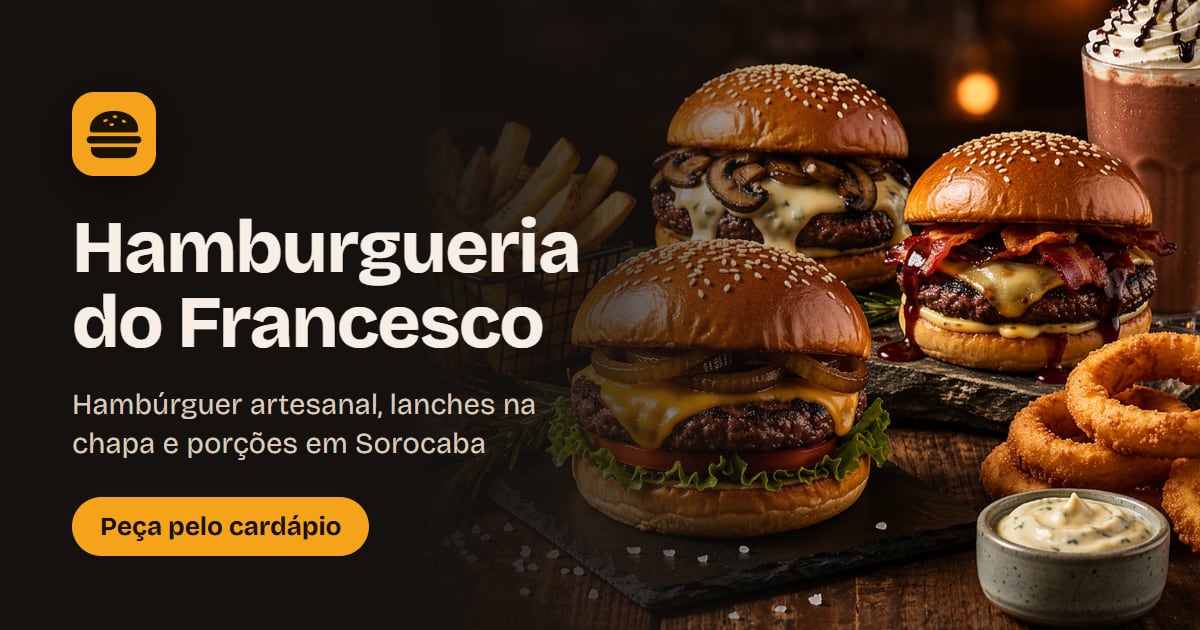 Hamburgueria
do Francesco
Hambúrguer artesanal, lanches na
chapa e porções em Sorocaba
Peça pelo cardápio